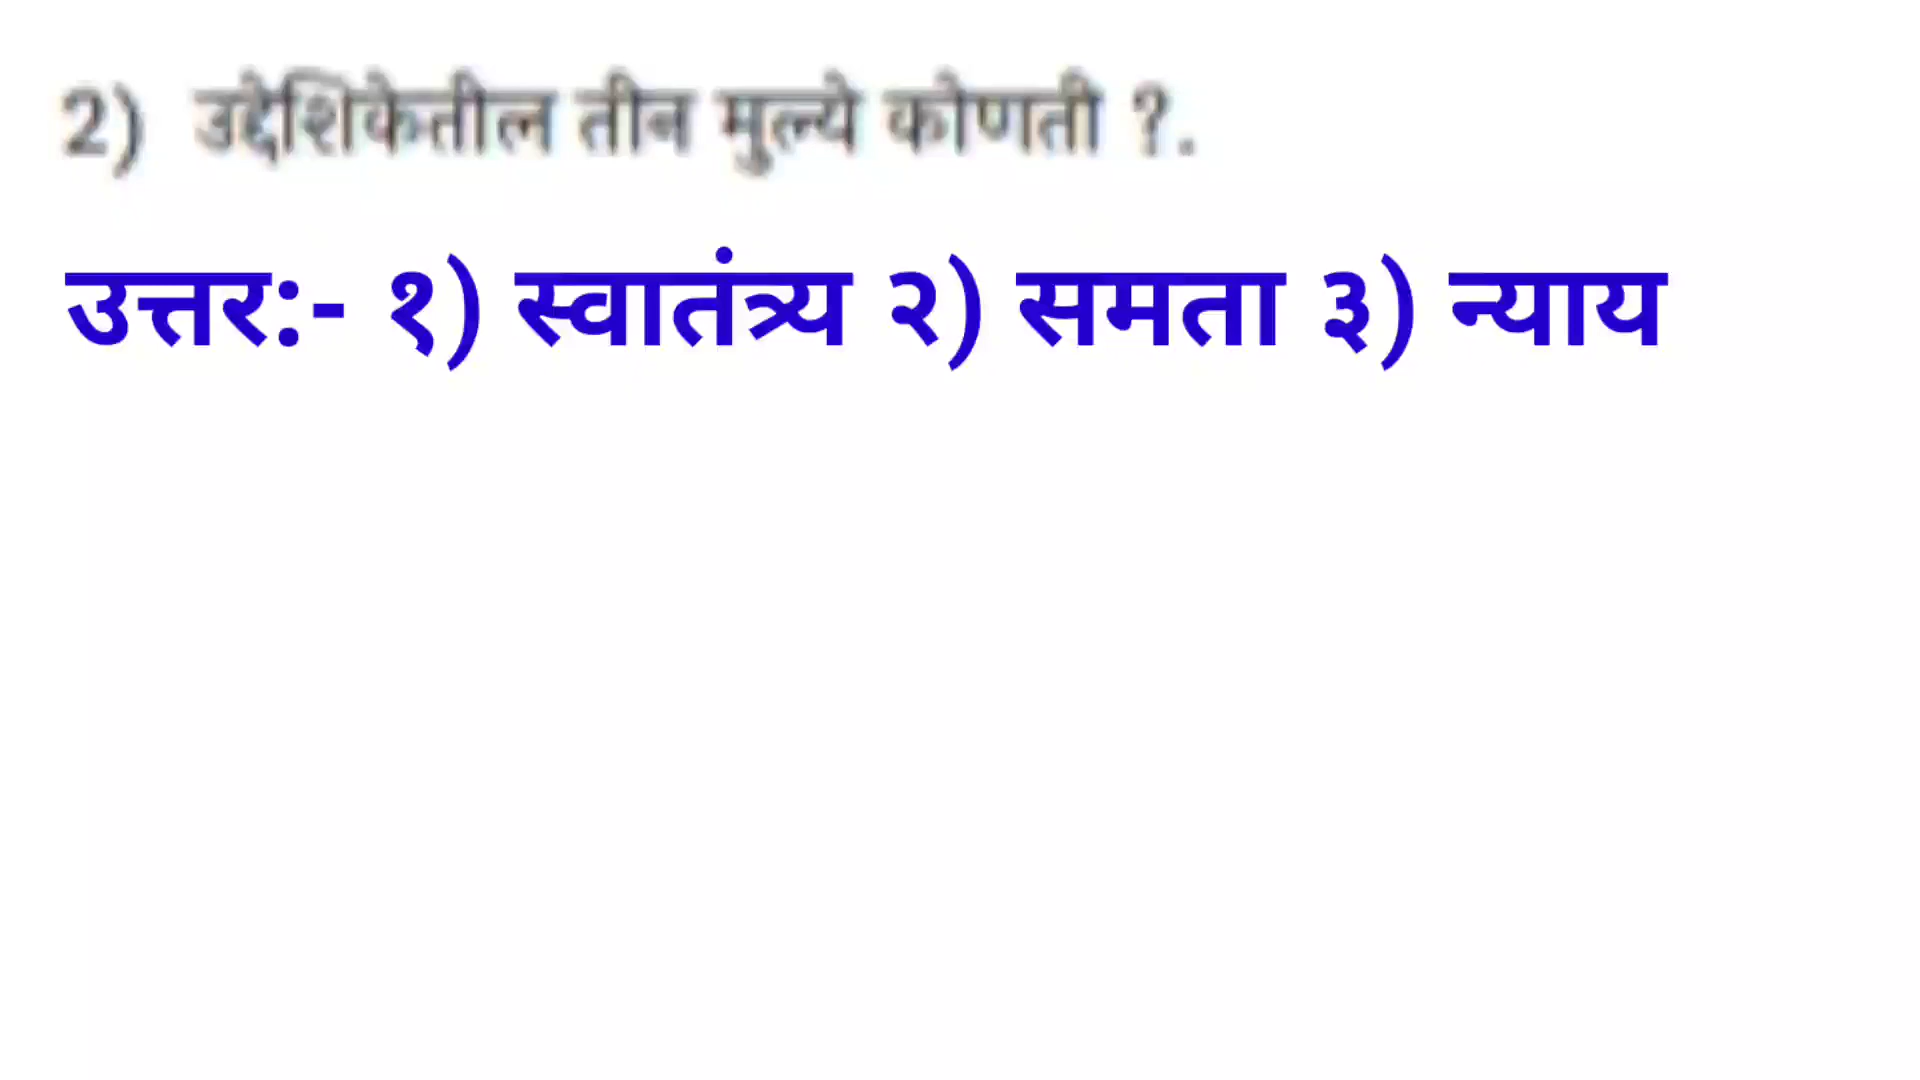 2) उद्देशिकेतील तीन मुल्ये कोणती ?.
उत्तर:- १) स्वातंत्र्य २) समता ३) न्याय